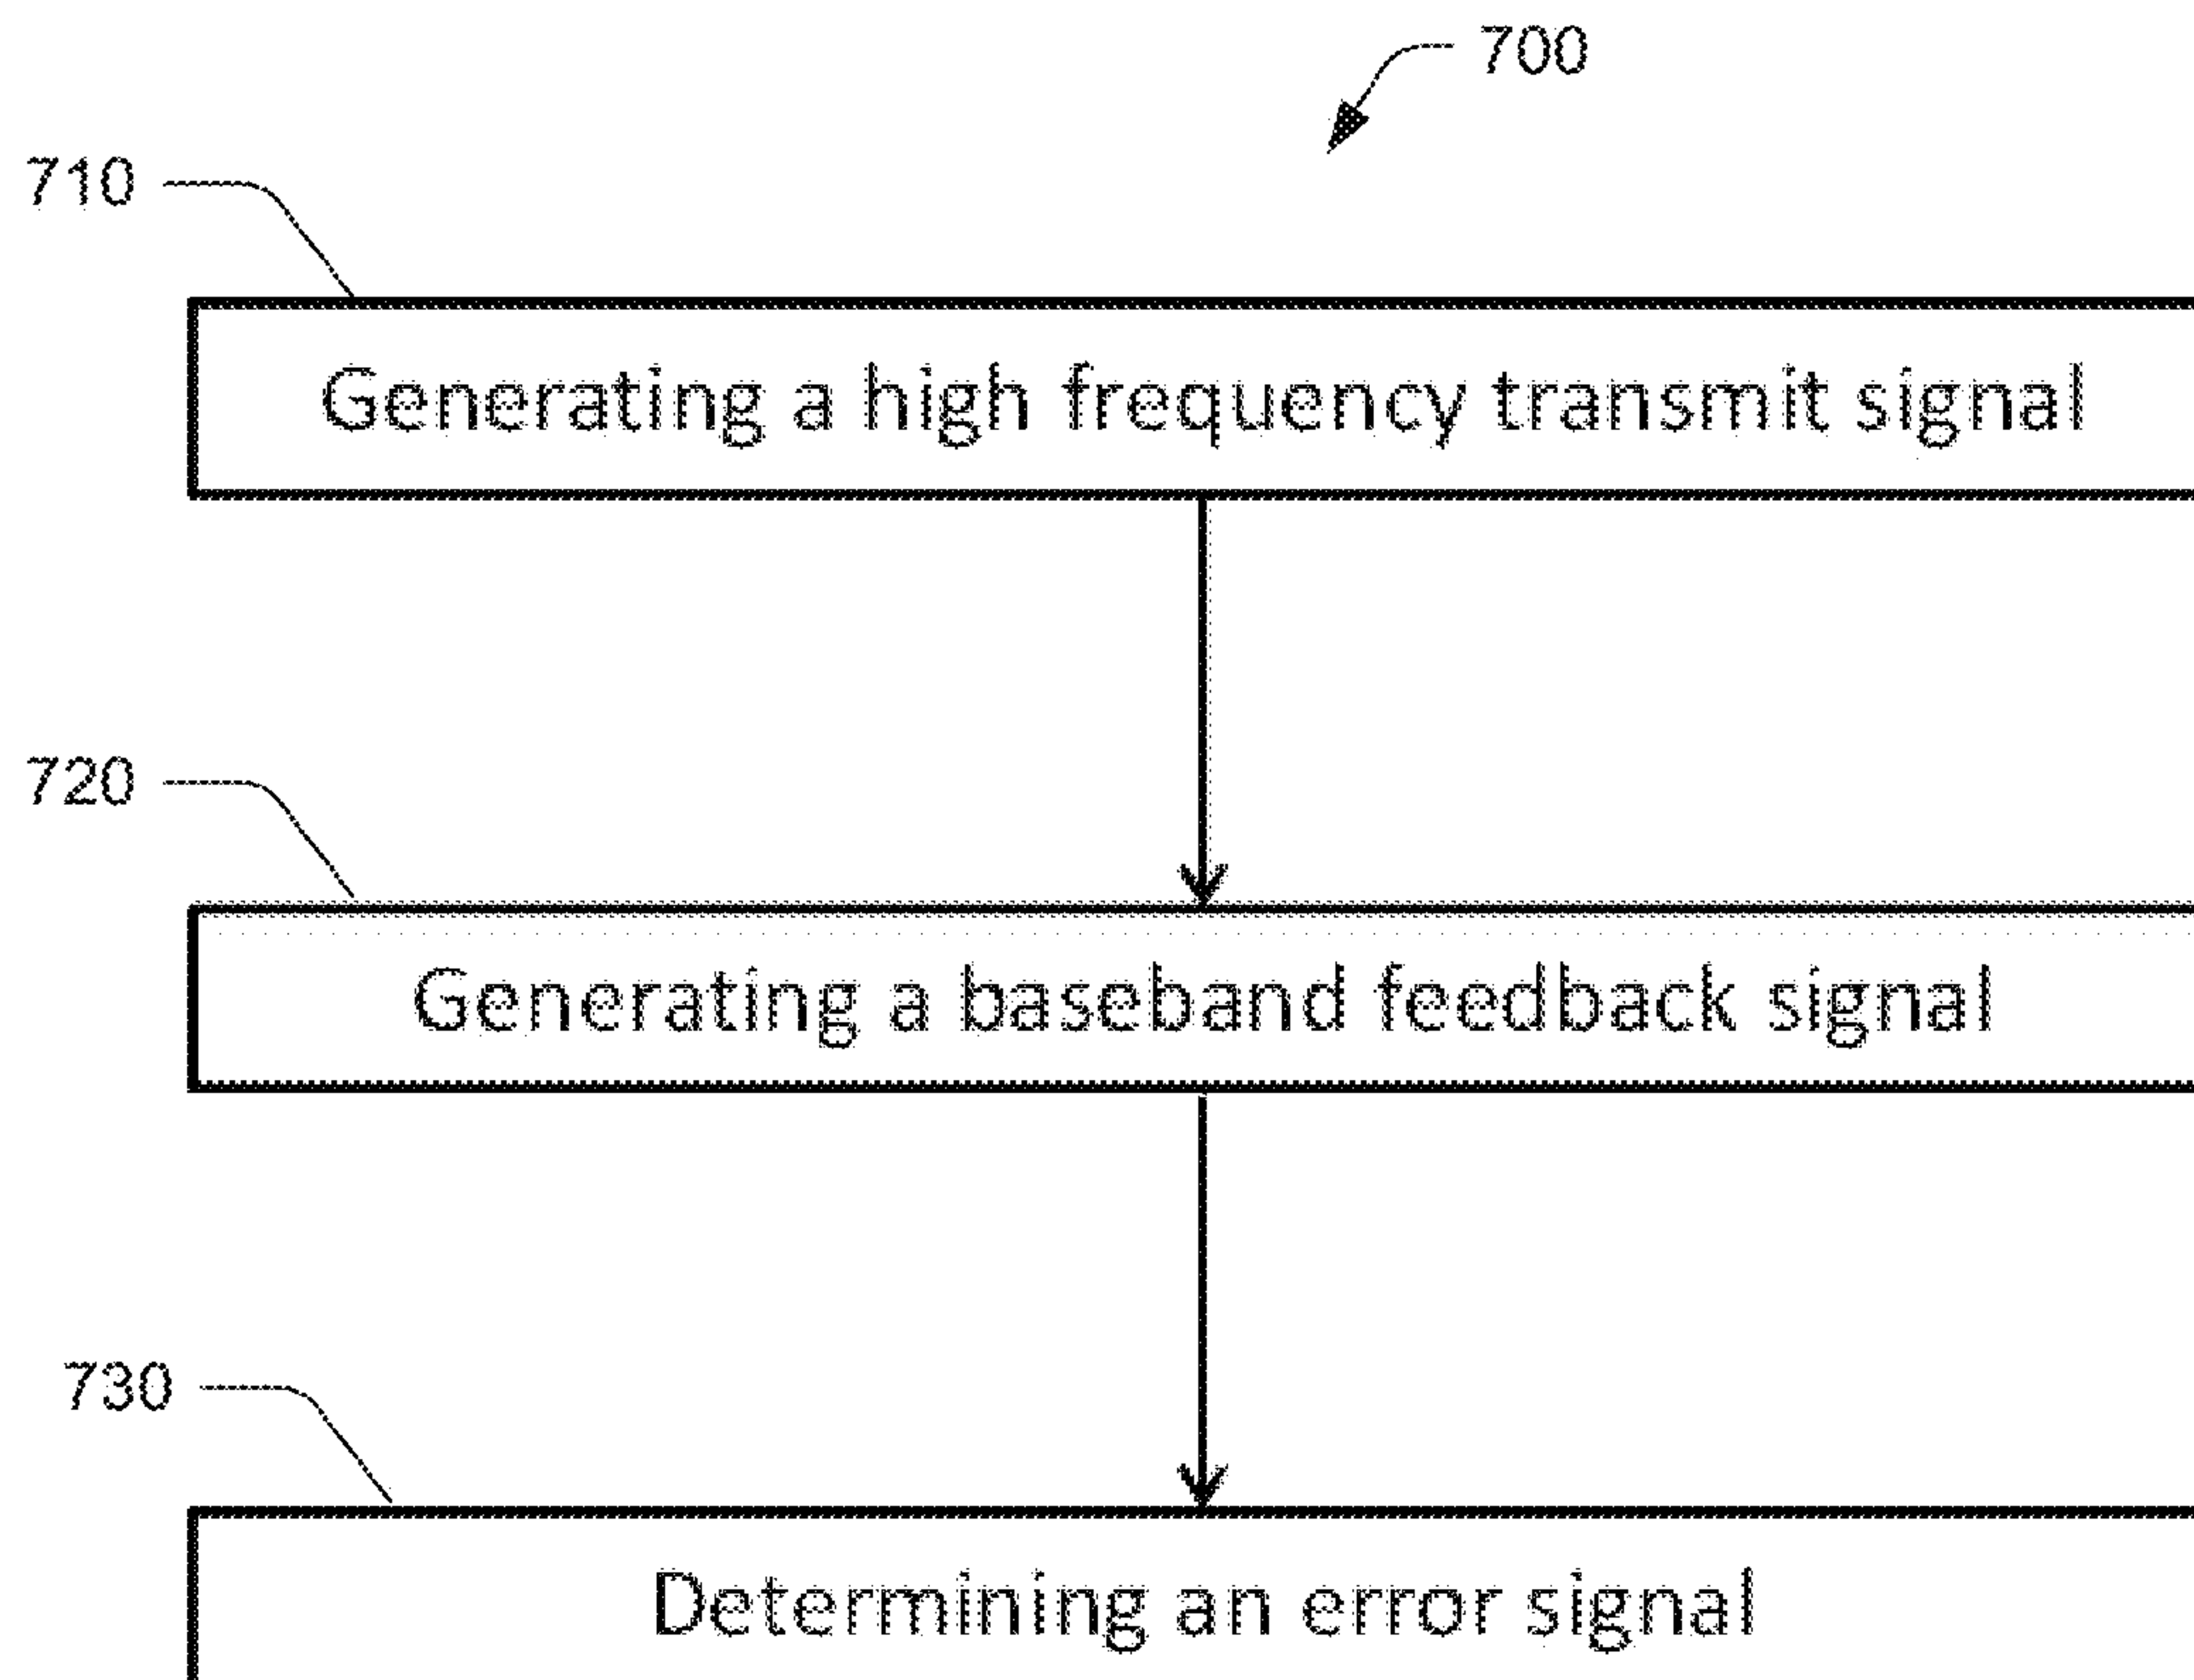 700
710
Generating a high frequency transmit signal
720
Generating a baseband feedback signal
730
Determining an error signal